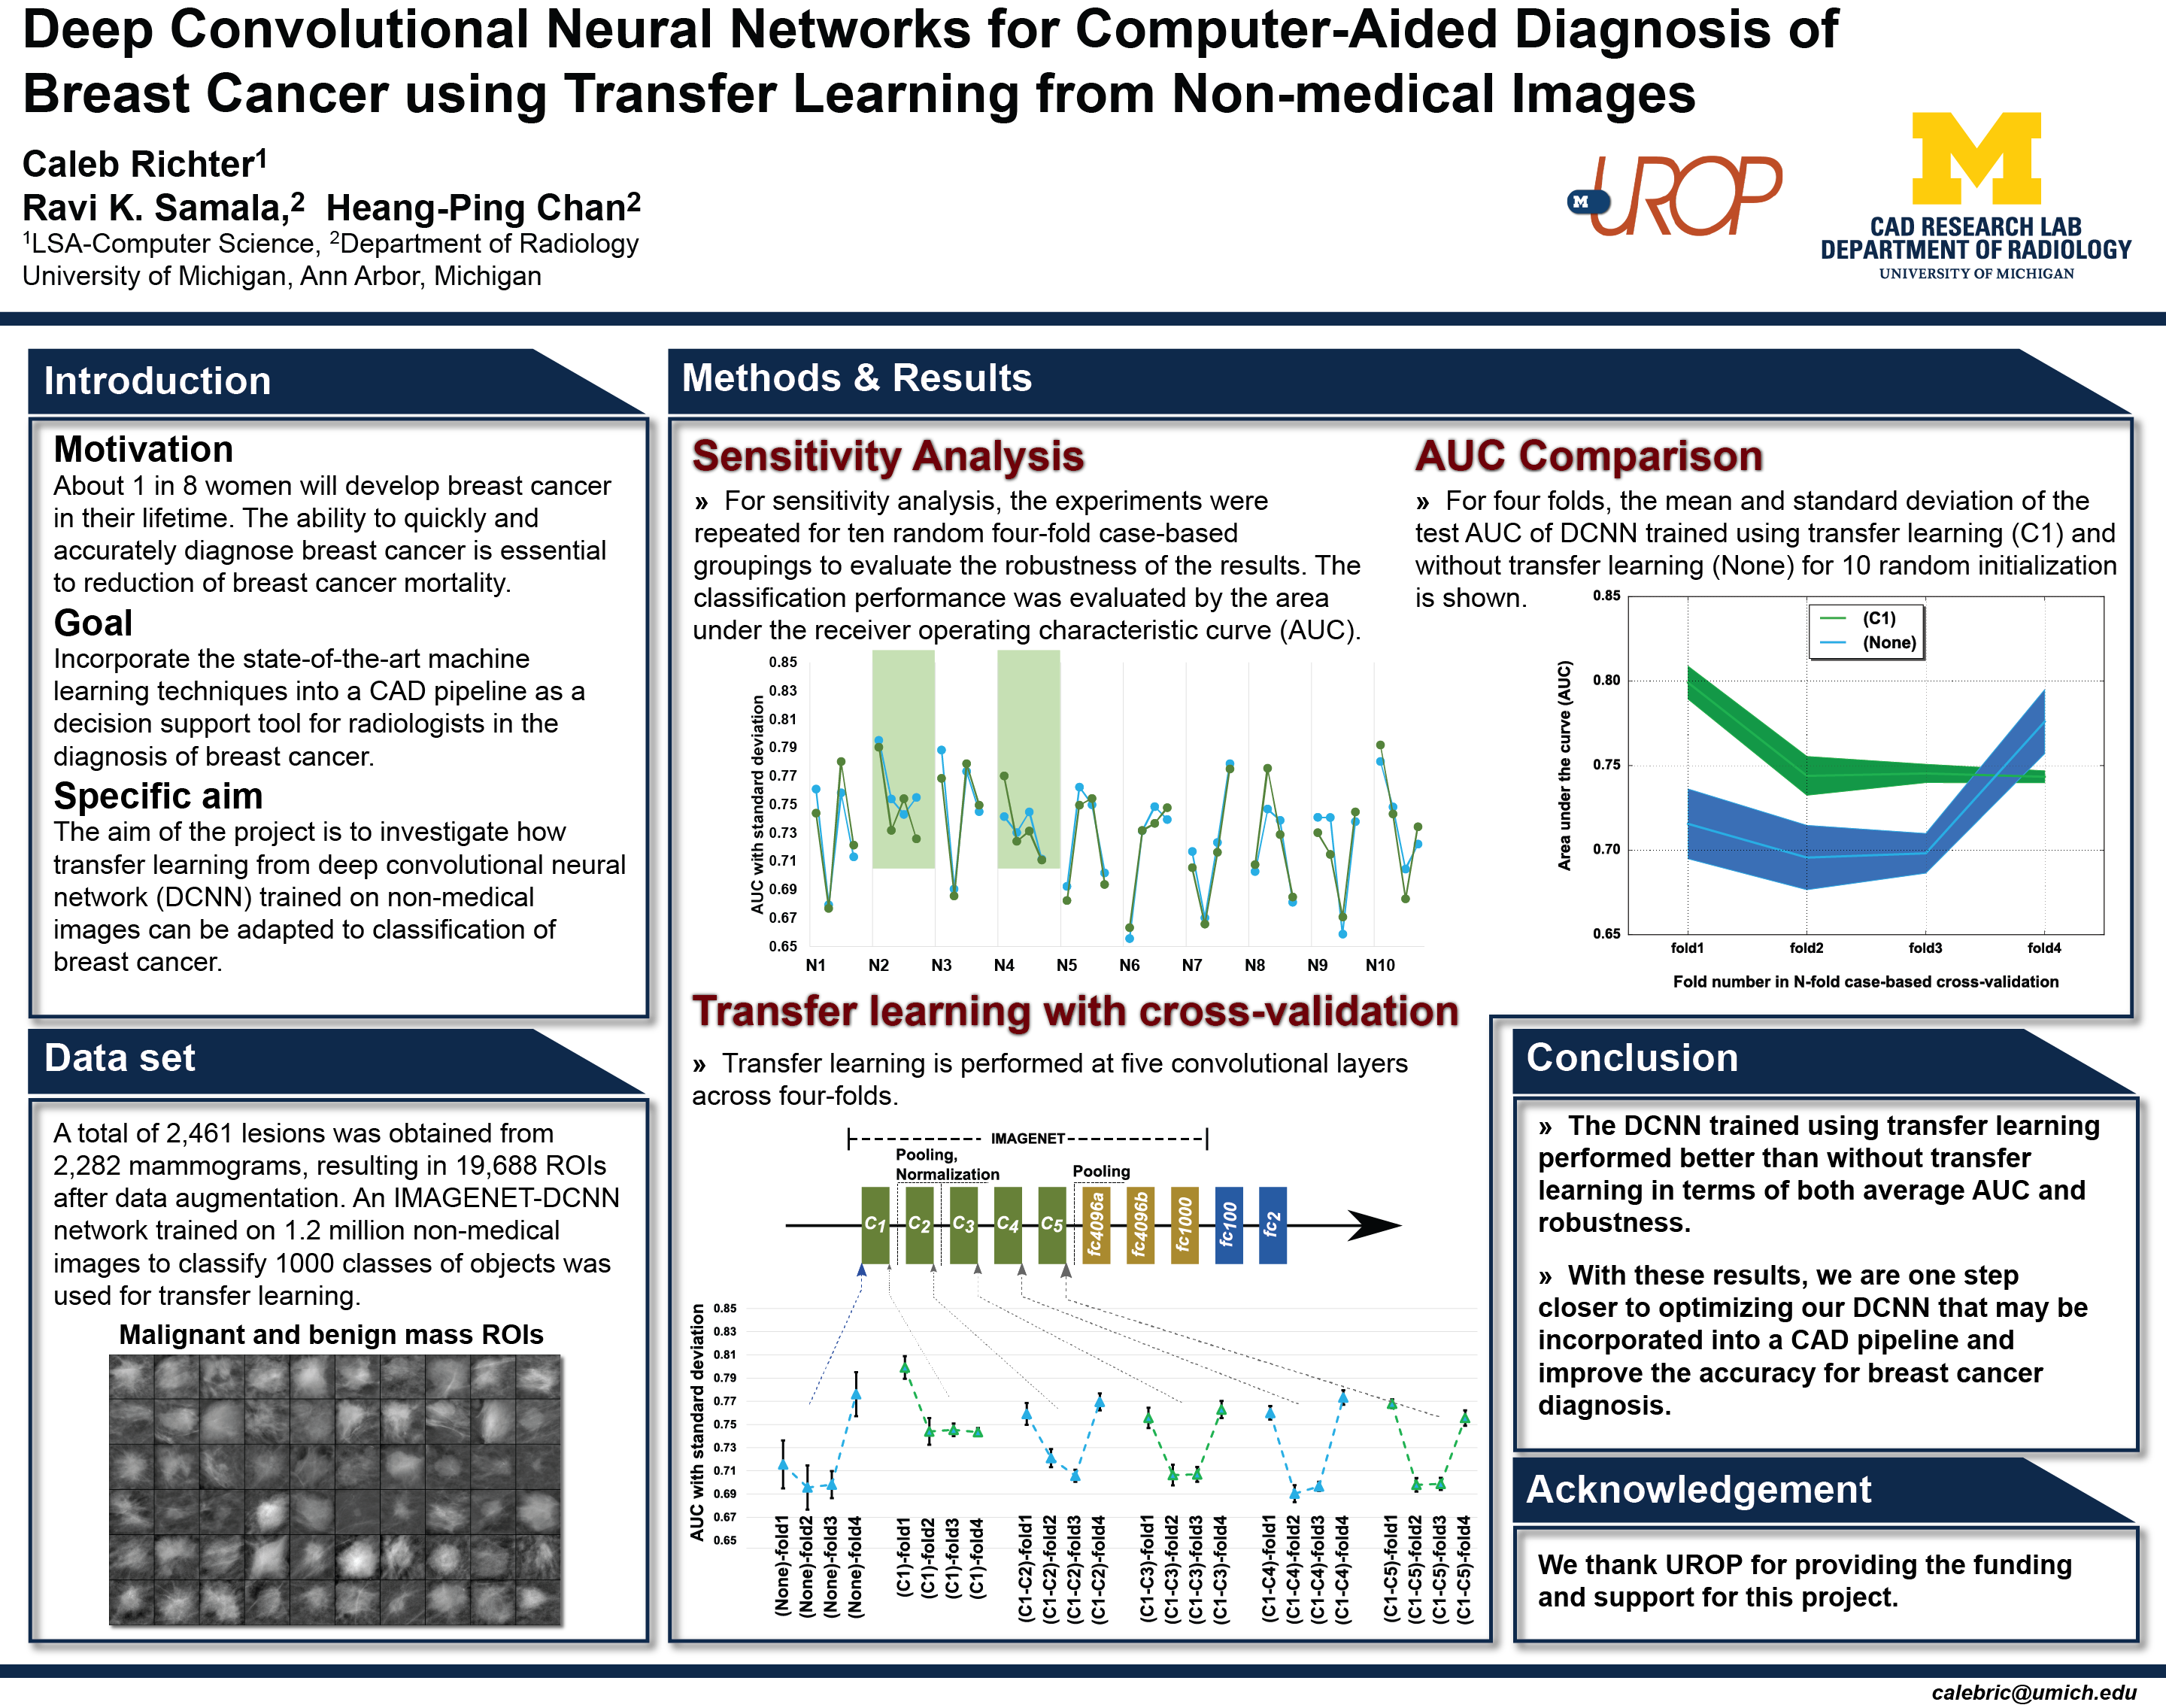 Deep Convolutional Neural Networks for Computer-Aided Diagnosis of
Breast Cancer using Transfer Learning from Non-medical Images
Caleb Richter1
Ravi K. Samala,2 Heang-Ping Chan2
1LSA-Computer Science, 2Department of Radiology
University of Michigan, Ann Arbor, Michigan
M UROP
M
CAD RESEARCH LAB
DEPARTMENT OF RADIOLOGY
UNIVERSITY OF MICHIGAN
Introduction
Motivation
About 1 in 8 women will develop breast cancer
in their lifetime. The ability to quickly and
accurately diagnose breast cancer is essential
to reduction of breast cancer mortality.
Goal
Incorporate the state-of-the-art machine
learning techniques into a CAD pipeline as a
decision support tool for radiologists in the
diagnosis of breast cancer.
Specific aim
The aim of the project is to investigate how
transfer learning from deep convolutional neural
network (DCNN) trained on non-medical
images can be adapted to classification of
breast cancer.
Data set
A total of 2,461 lesions was obtained from
2,282 mammograms, resulting in 19,688 ROIs
after data augmentation. An IMAGENET-DCNN
network trained on 1.2 million non-medical
images to classify 1000 classes of objects was
used for transfer learning.
Malignant and benign mass ROIs
Methods & Results
Sensitivity Analysis
» For sensitivity analysis, the experiments were
repeated for ten random four-fold case-based
groupings to evaluate the robustness of the results. The
classification performance was evaluated by the area
under the receiver operating characteristic curve (AUC).
AUC with standard deviation
0.85
0.83
0.81
0.79
0.77
0.75
0.73
0.71
0.69
0.67
0.65
N1 N2 N3 N4 N5 N6 N7 N8 N9 N10
AUC Comparison
» For four folds, the mean and standard deviation of the
test AUC of DCNN trained using transfer learning (C1) and
without transfer learning (None) for 10 random initialization
is shown.
(C1)
(None)
Area under the curve (AUC)
0.85
0.80
0.75
0.70
0.65
fold1 fold2 fold3 fold4
Fold number in N-fold case-based cross-validation
Transfer learning with cross-validation
» Transfer learning is performed at five convolutional layers
across four-folds.
IMAGENET
Pooling,
Normalization
Pooling
C1 C2 C3 C4 C5 fc4096a fc4096b fc1000 fc100 fc2
AUC with standard deviation
0.85
0.83
0.81
0.79
0.77
0.75
0.73
0.71
0.69
0.67
0.65
(None)-fold1
(None)-fold2
(None)-fold3
(None)-fold4
(C1)-fold1
(C1)-fold2
(C1)-fold3
(C1)-fold4
(C1-C2)-fold1
(C1-C2)-fold2
(C1-C2)-fold3
(C1-C2)-fold4
(C1-C3)-fold1
(C1-C3)-fold2
(C1-C3)-fold3
(C1-C3)-fold4
(C1-C4)-fold1
(C1-C4)-fold2
(C1-C4)-fold3
(C1-C4)-fold4
(C1-C5)-fold1
(C1-C5)-fold2
(C1-C5)-fold3
(C1-C5)-fold4
Conclusion
» The DCNN trained using transfer learning
performed better than without transfer
learning in terms of both average AUC and
robustness.
» With these results, we are one step
closer to optimizing our DCNN that may be
incorporated into a CAD pipeline and
improve the accuracy for breast cancer
diagnosis.
Acknowledgement
We thank UROP for providing the funding
and support for this project.
calebric@umich.edu